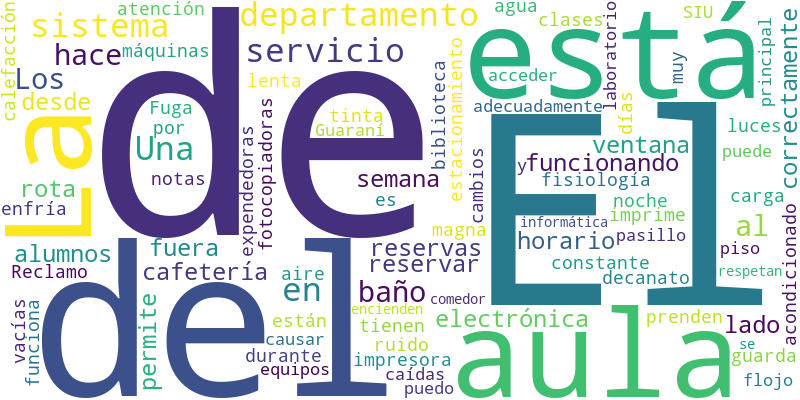 calefacción
sistema
atención
máquinas
hace
Los
desde
La
de
departamento
servicio
lenta
Fuga
por
Una
notas
rota
enfría
tinta
Guaraní
expendedoras
fotocopiadoras
semana
es
biblioteca
estacionamiento
está
agua
clases
SIU
acceder
adecuadamente
laboratorio
muy
principal
correctamente
días
luces
puede
ventana
El
cambios
y
funcionando
fisiología
noche
imprime
carga
al
informática
horario
pasillo
piso
acondicionado
constante
decanato
respetan
magna
reservas
reservar
alumnos
fuera
Reclamo
cafetería
del
en
aire
baño
comedor
vacías
funciona
permite
están
encienden
tienen
causar
ruido
durante
impresora
equipos
caídas
puedo
electrónica
aula
prenden
lado
se
guarda
flojo